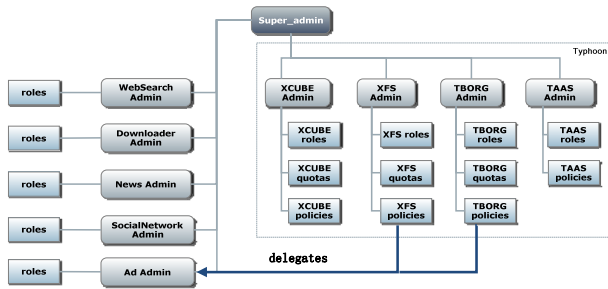 Super_admin
Typhoon
roles
WebSearch
Admin
XCUBE
Admin
XFS
Admin
TBORG
Admin
TAAS
Admin
roles
Downloader
Admin
XCUBE
roles
XFS roles
TBORG
roles
TAAS
roles
roles
News Admin
XCUBE
quotas
XFS
quotas
TBORG
quotas
TAAS
policies
roles
SocialNetwork
Admin
XCUBE
policies
XFS
policies
TBORG
policies
roles
Ad Admin
delegates